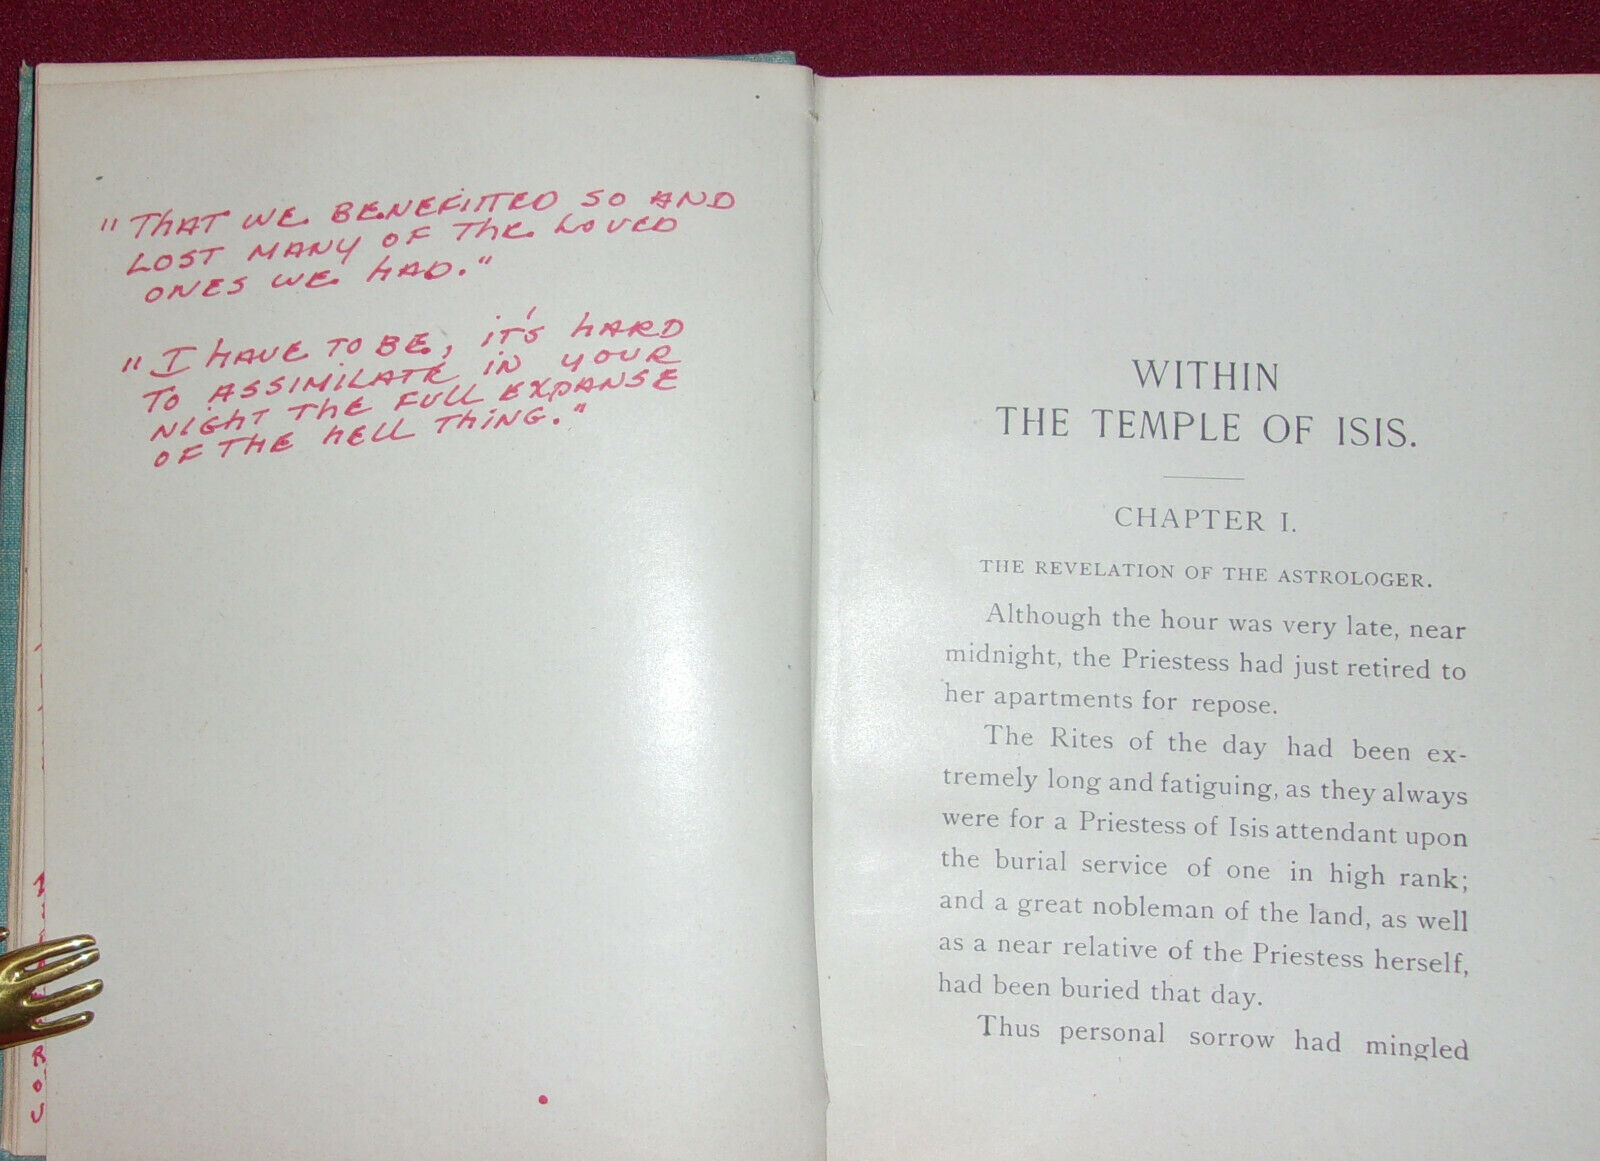 "THAT WE BENEFITTED SO AND
LOST MANY OF THE LOVED
ONES WE HAD."
"I HAVE TO BE, IT'S HARD
TO ASSIMILATE IN YOUR
NIGHT THE FULL EXPANSE
OF THE HELL THING."
R
O
U
WITHIN
THE TEMPLE OF ISIS.
CHAPTER I.
THE REVELATION OF THE ASTROLOGER.
Although the hour was very late, near
midnight, the Priestess had just retired to
her apartments for repose.
The Rites of the day had been ex-
tremely long and fatiguing, as they always
were for a Priestess of Isis attendant upon
the burial service of one in high rank;
and a great nobleman of the land, as well
as a near relative of the Priestess herself,
had been buried that day.
Thus personal sorrow had mingled